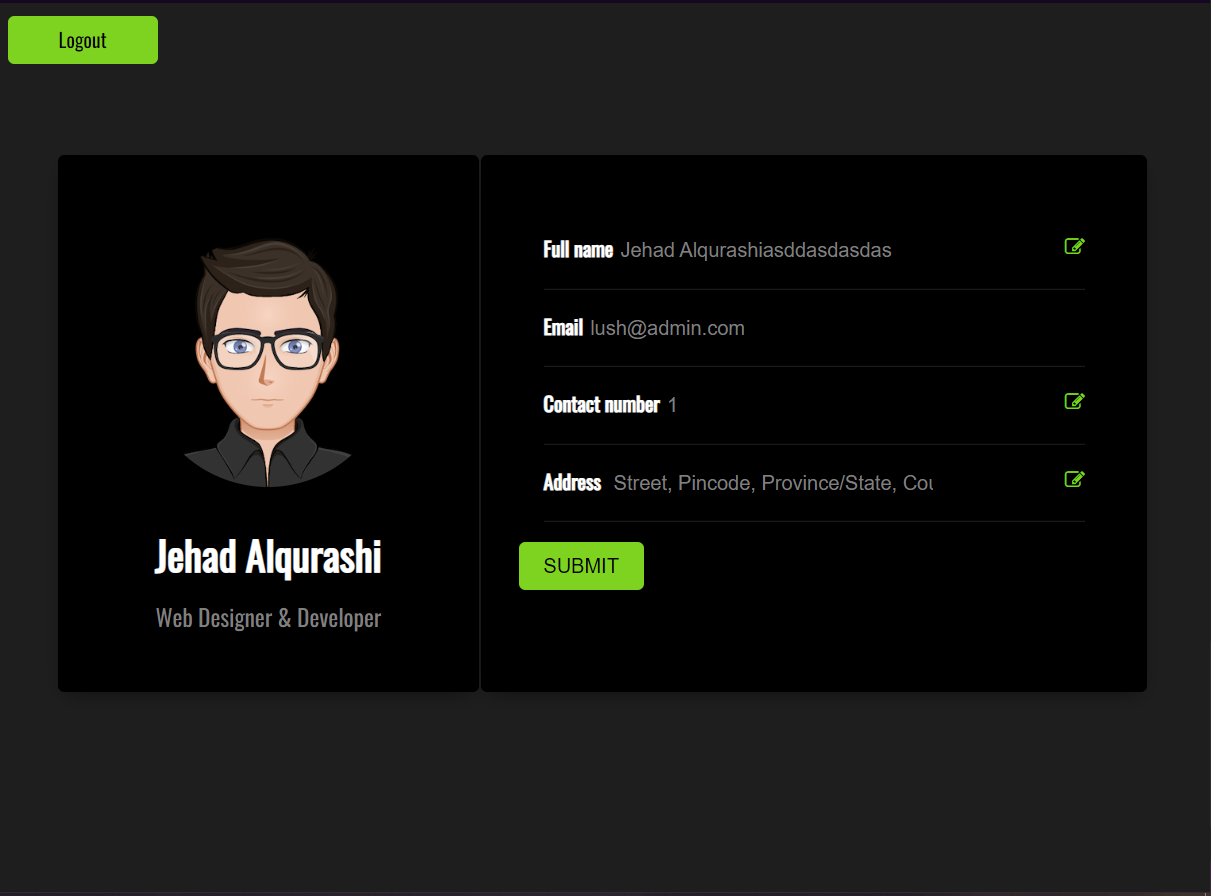 Logout
Full name Jehad Alqurashiasddasdasdas
Email lush@admin.com
Contact number 1
Address Street, Pincode, Province/State, Cou
SUBMIT
Jehad Alqurashi
Web Designer & Developer